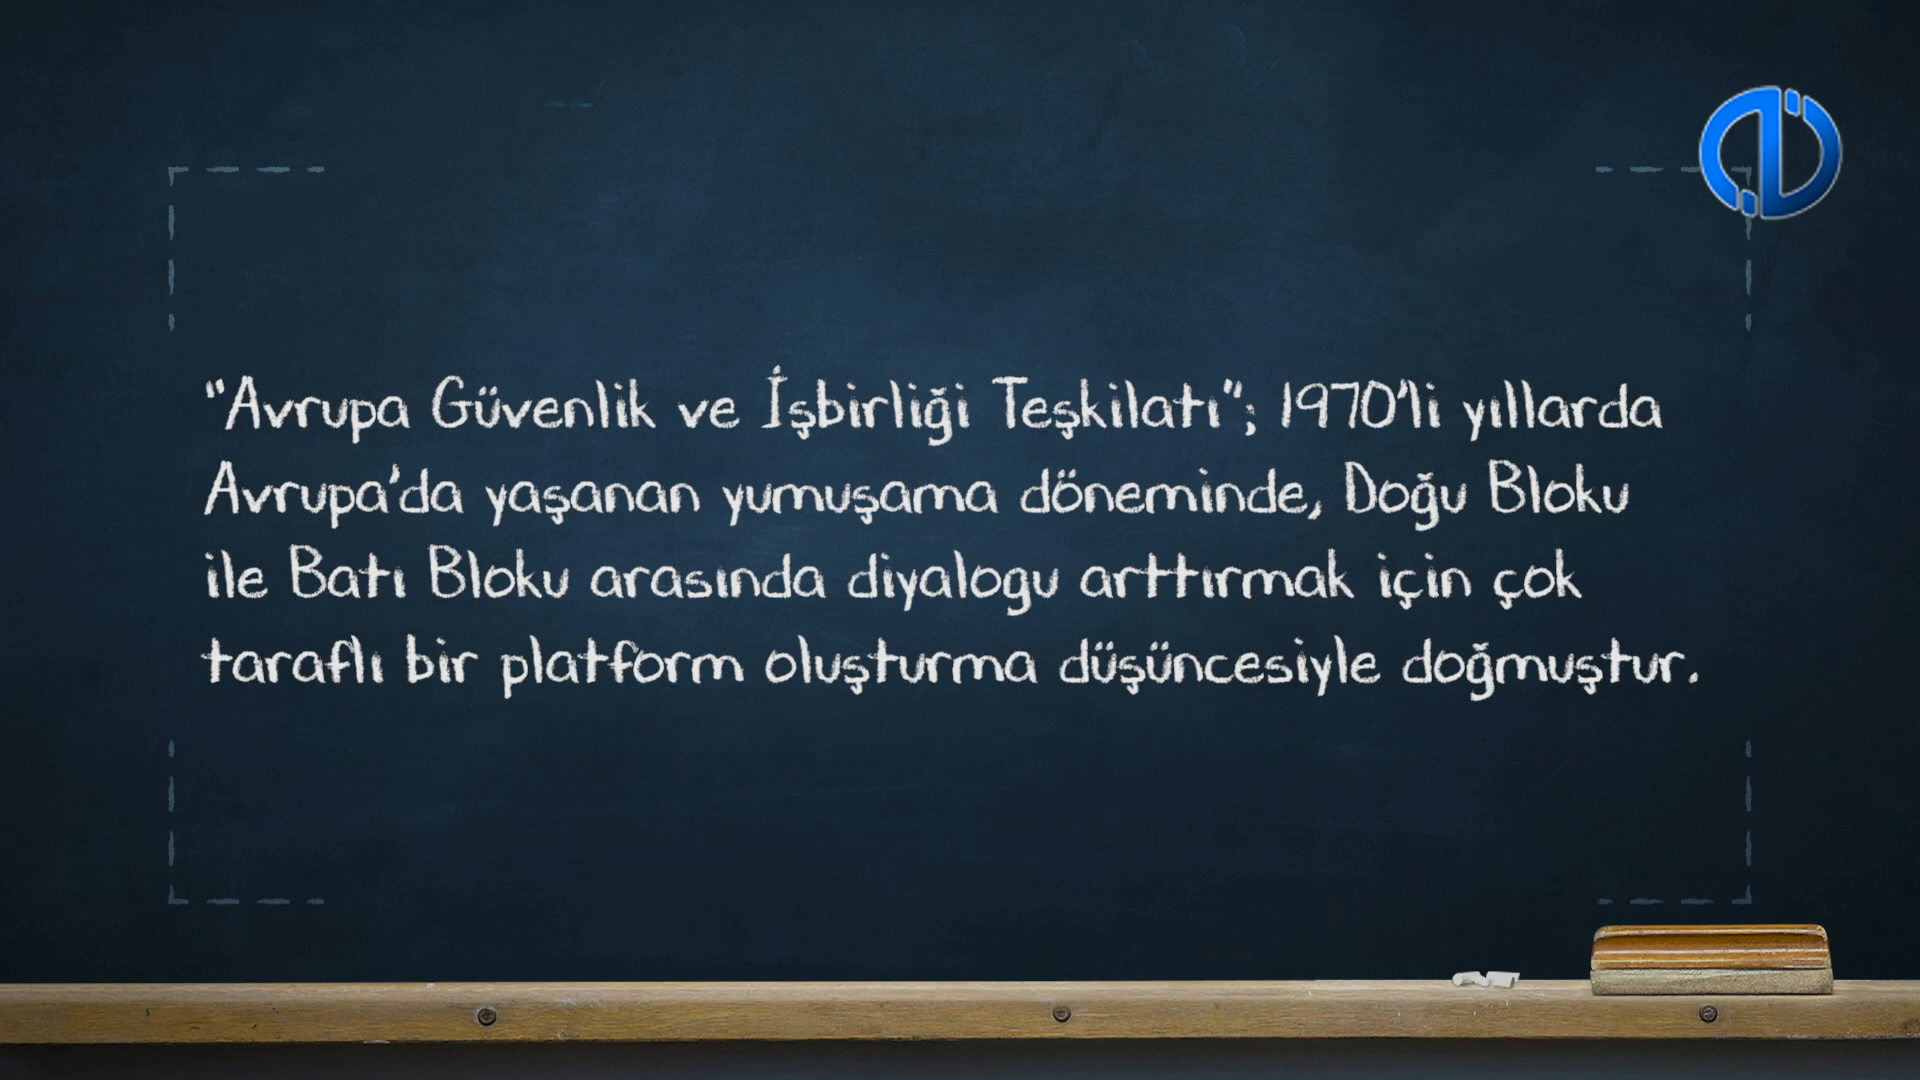 "Avrupa Güvenlik ve İşbirliği Teşkilatı"; 1970'li yıllarda
Avrupa'da yaşanan yumuşama döneminde, Doğu Bloku
ile Batı Bloku arasında diyalogu arttırmak için çok
taraflı bir platform oluşturma düşüncesiyle doğmuştur.